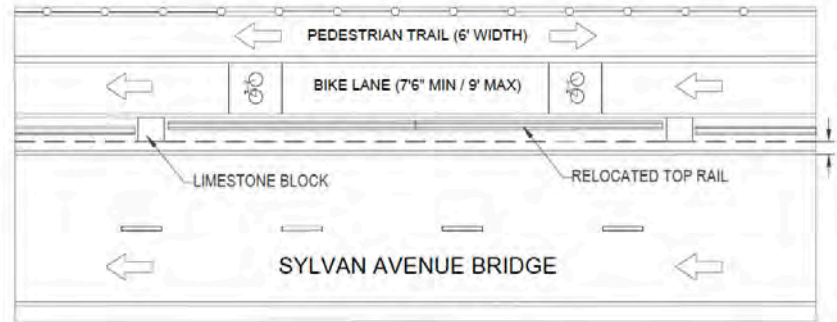 PEDESTRIAN TRAIL (6' WIDTH)
BIKE LANE (7'6" MIN / 9' MAX)
LIMESTONE BLOCK
RELOCATED TOP RAIL
SYLVAN AVENUE BRIDGE